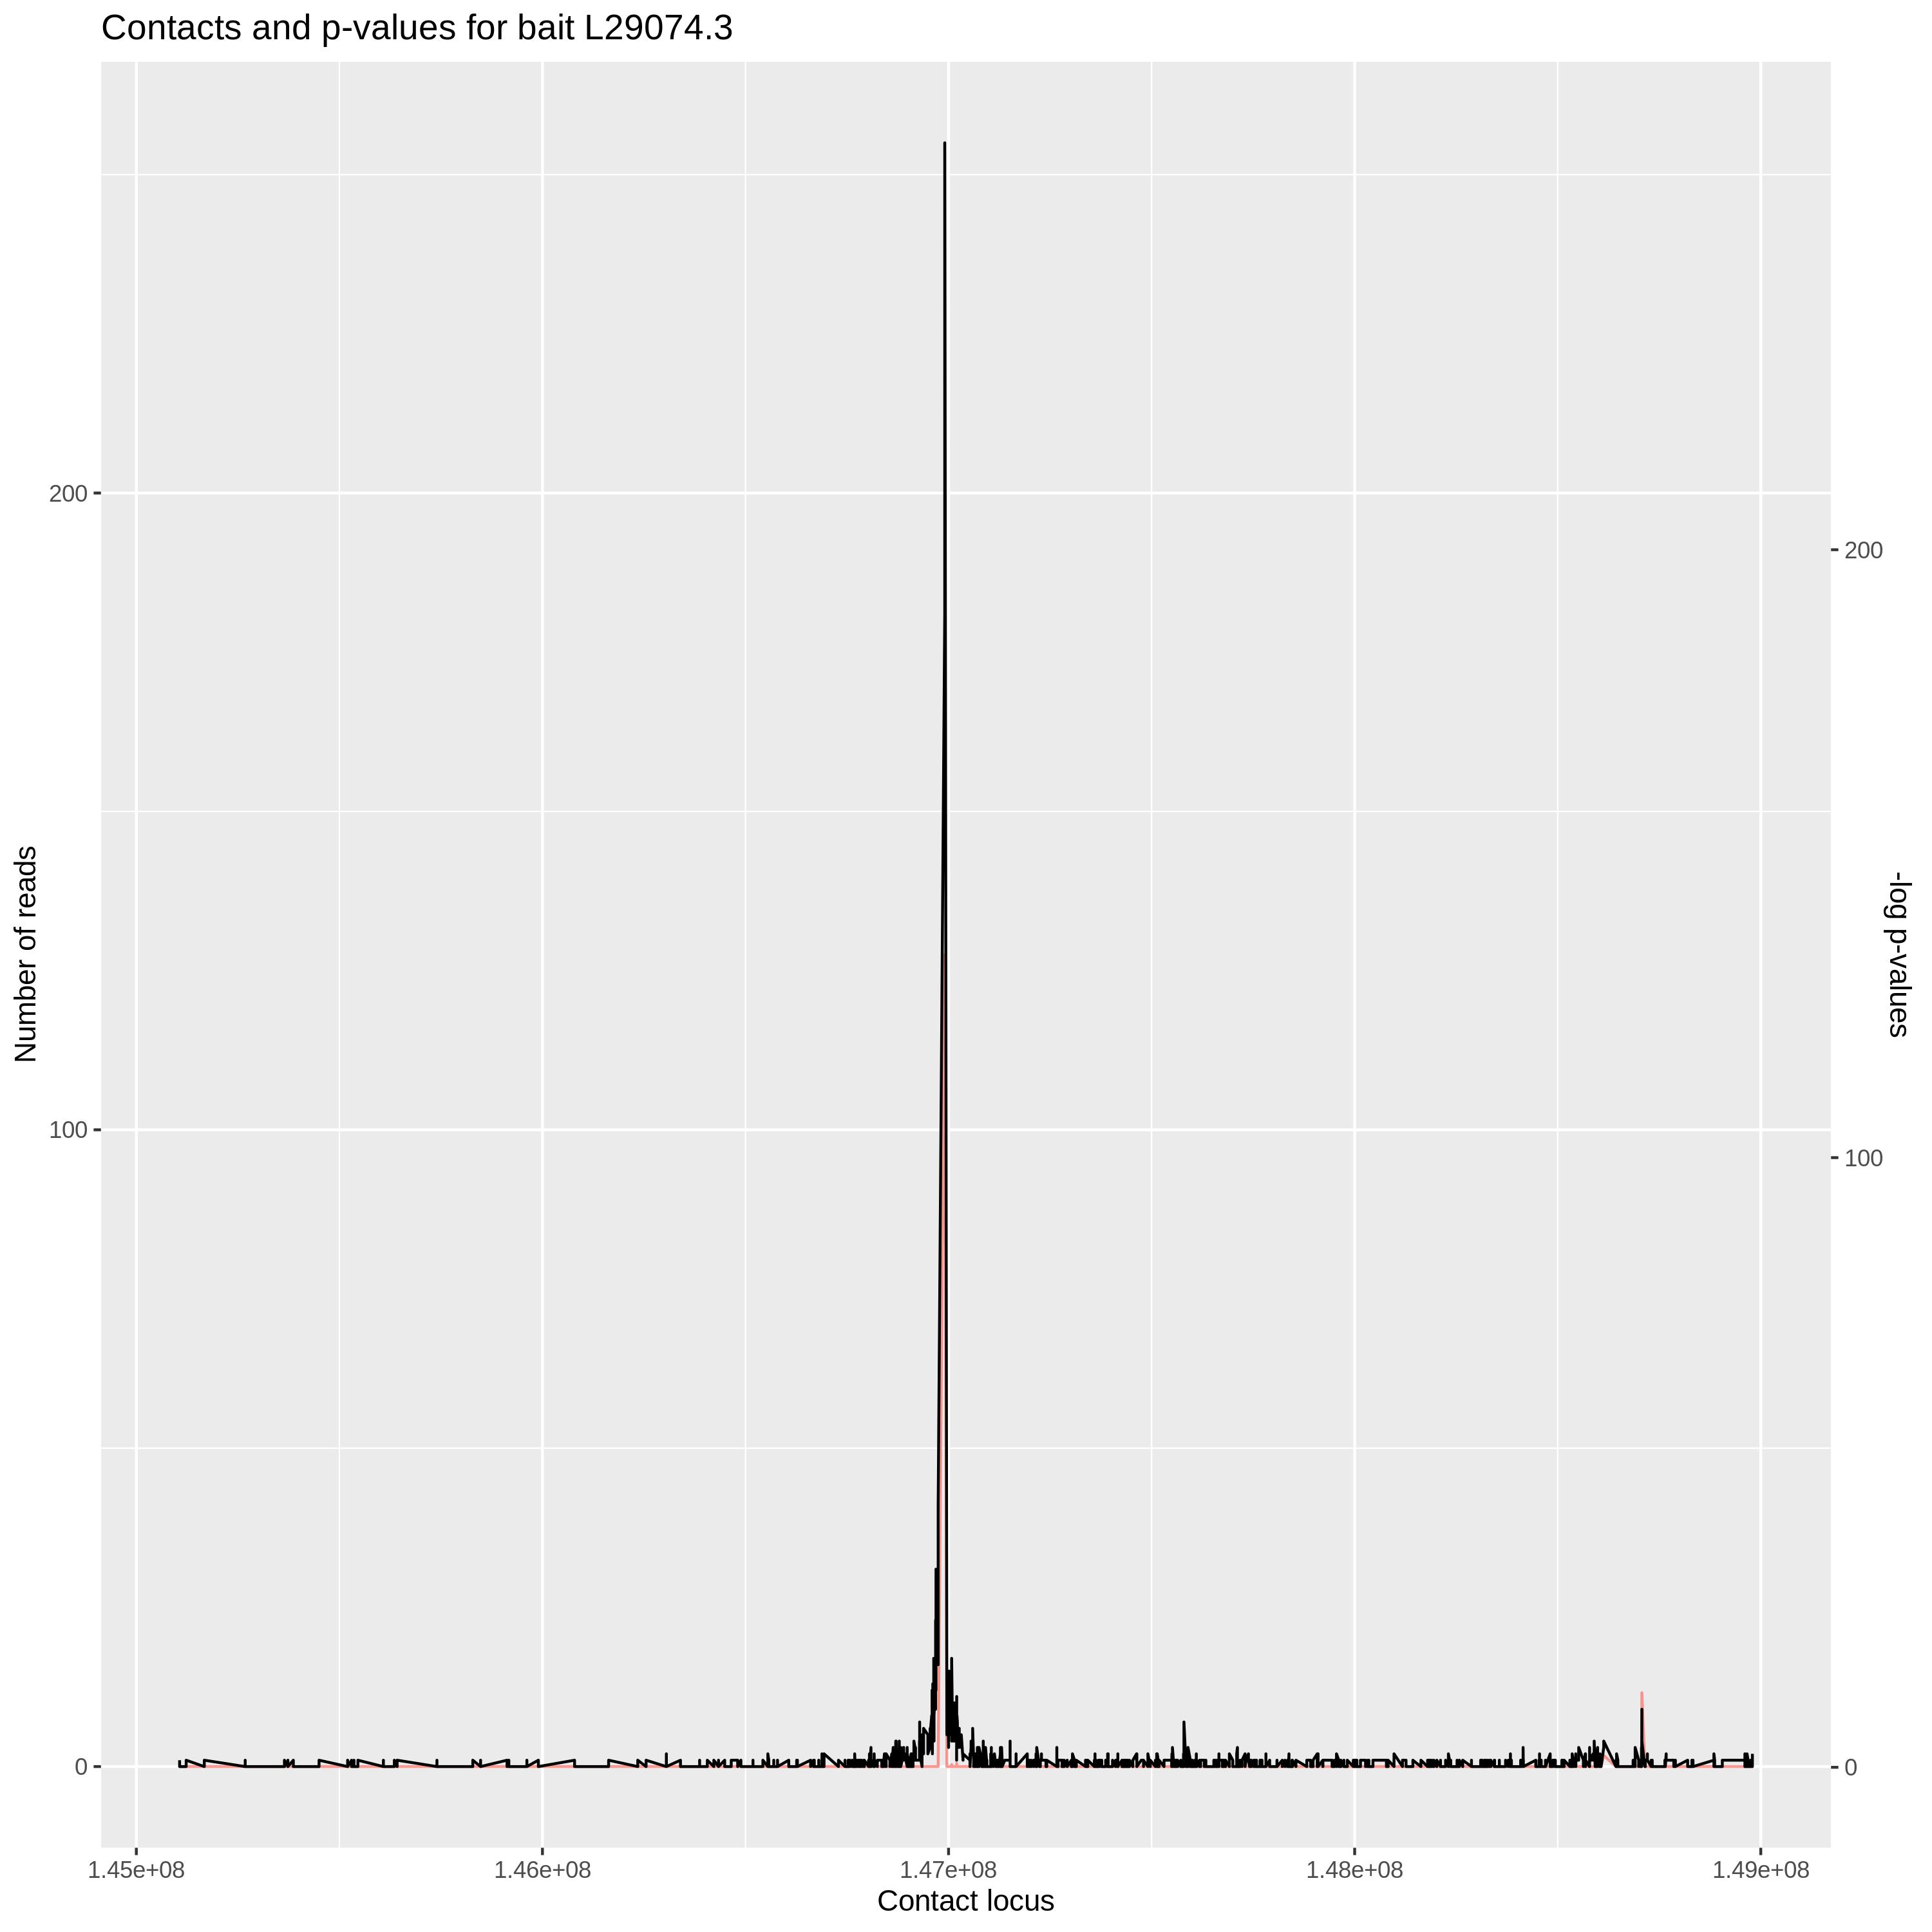 Contacts and p-values for bait L29074.3
Number of reads
200
100
0
200
100
0
-log p-values
1.45e+08
1.46e+08
1.47e+08
1.48e+08
1.49e+08
Contact locus